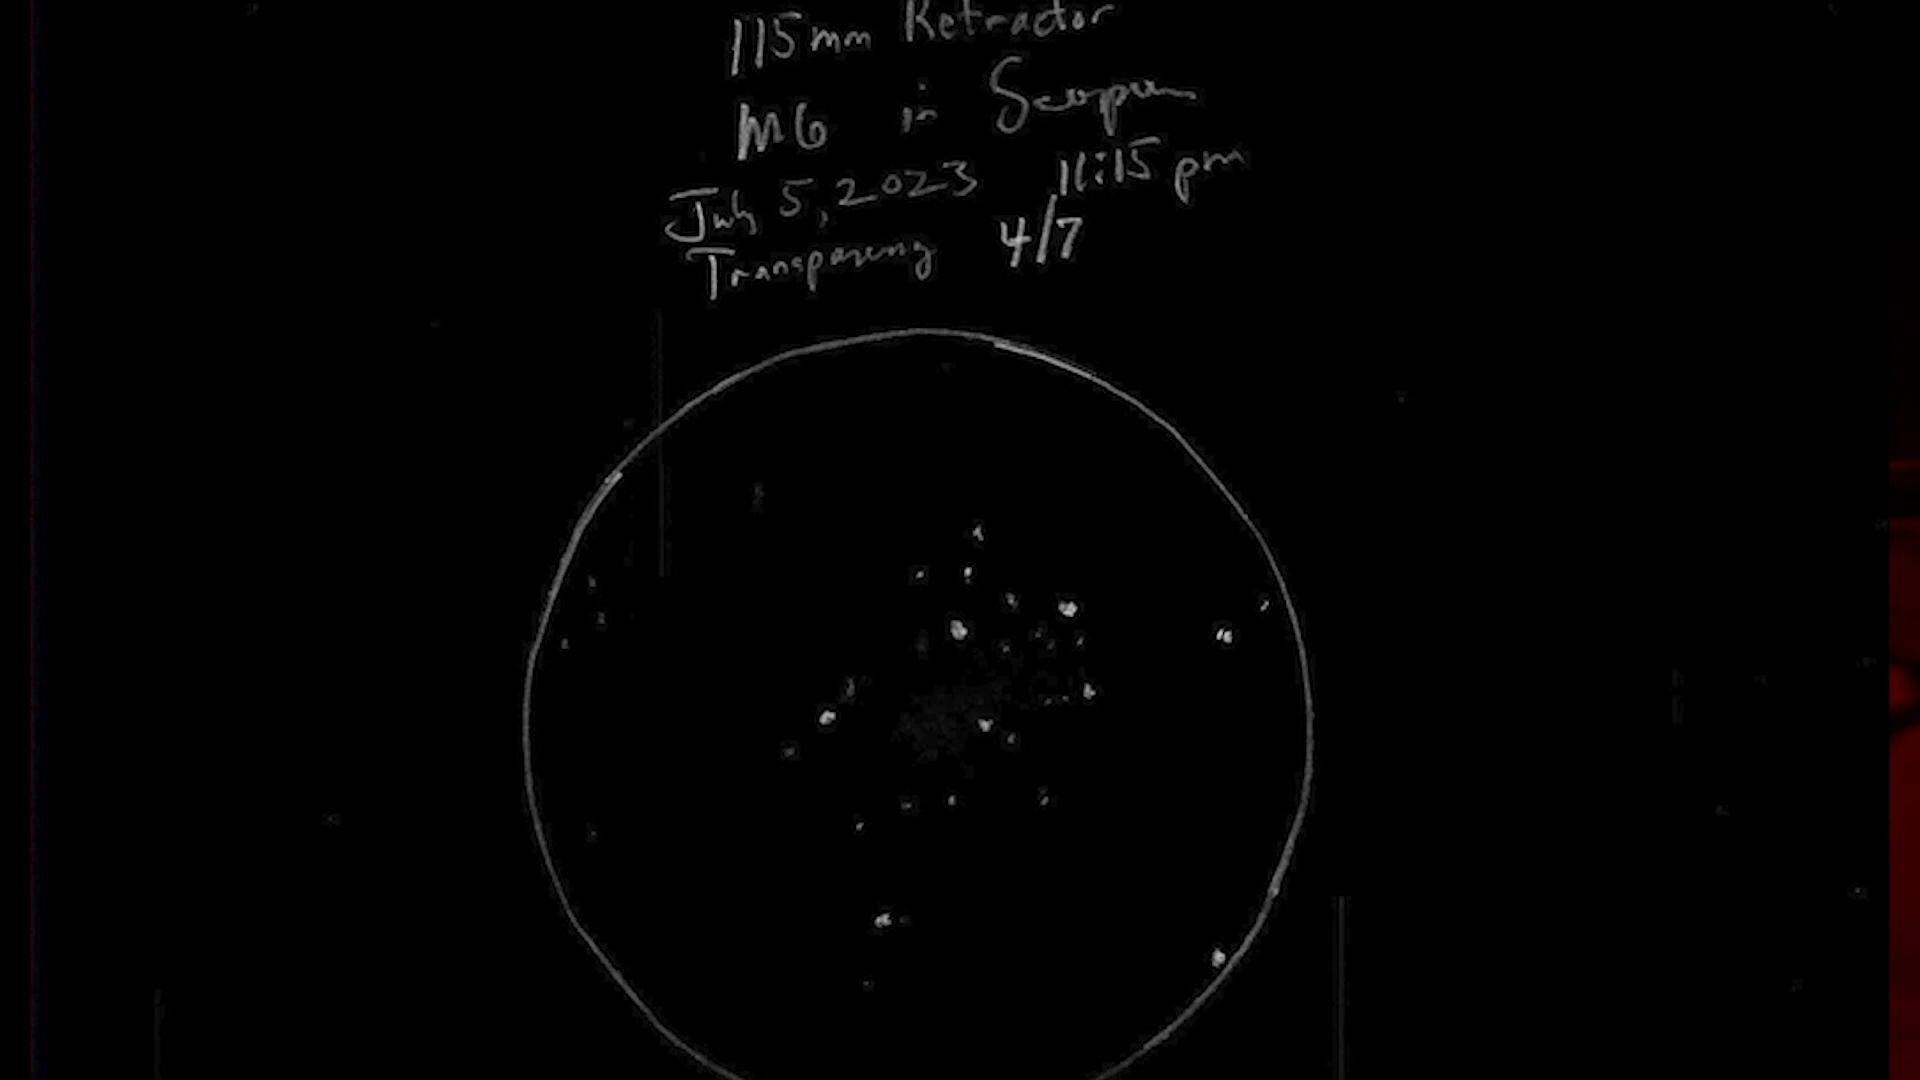 115mm Refractor
M6 in Scorpius
July 5, 2023 11:15 pm
Transparency 4/7